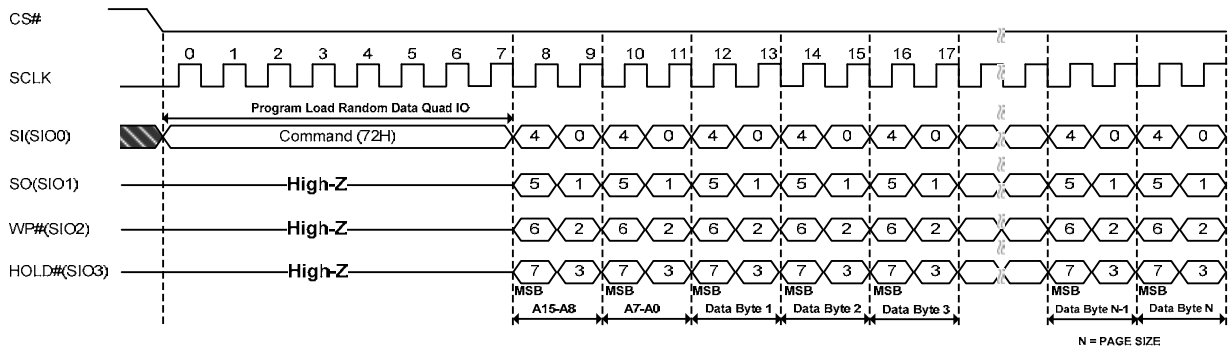 CS#
0 1 2 3 4 5 6 7 8 9 10 11 12 13 14 15 16 17
SCLK
Program Load Random Data Quad IO
SI(SIO0) Command (72H) 4 0 4 0 4 0 4 0 4 0 4 0 4 0
SO(SIO1) High-Z 5 1 5 1 5 1 5 1 5 1 5 1 5 1
WP#(SIO2) High-Z 6 2 6 2 6 2 6 2 6 2 6 2 6 2
HOLD#(SIO3) High-Z 7 3 7 3 7 3 7 3 7 3 7 3 7 3
MSB MSB MSB MSB MSB MSB MSB
A15-A8 A7-A0 Data Byte 1 Data Byte 2 Data Byte 3 Data Byte N-1 Data Byte N
N = PAGE SIZE